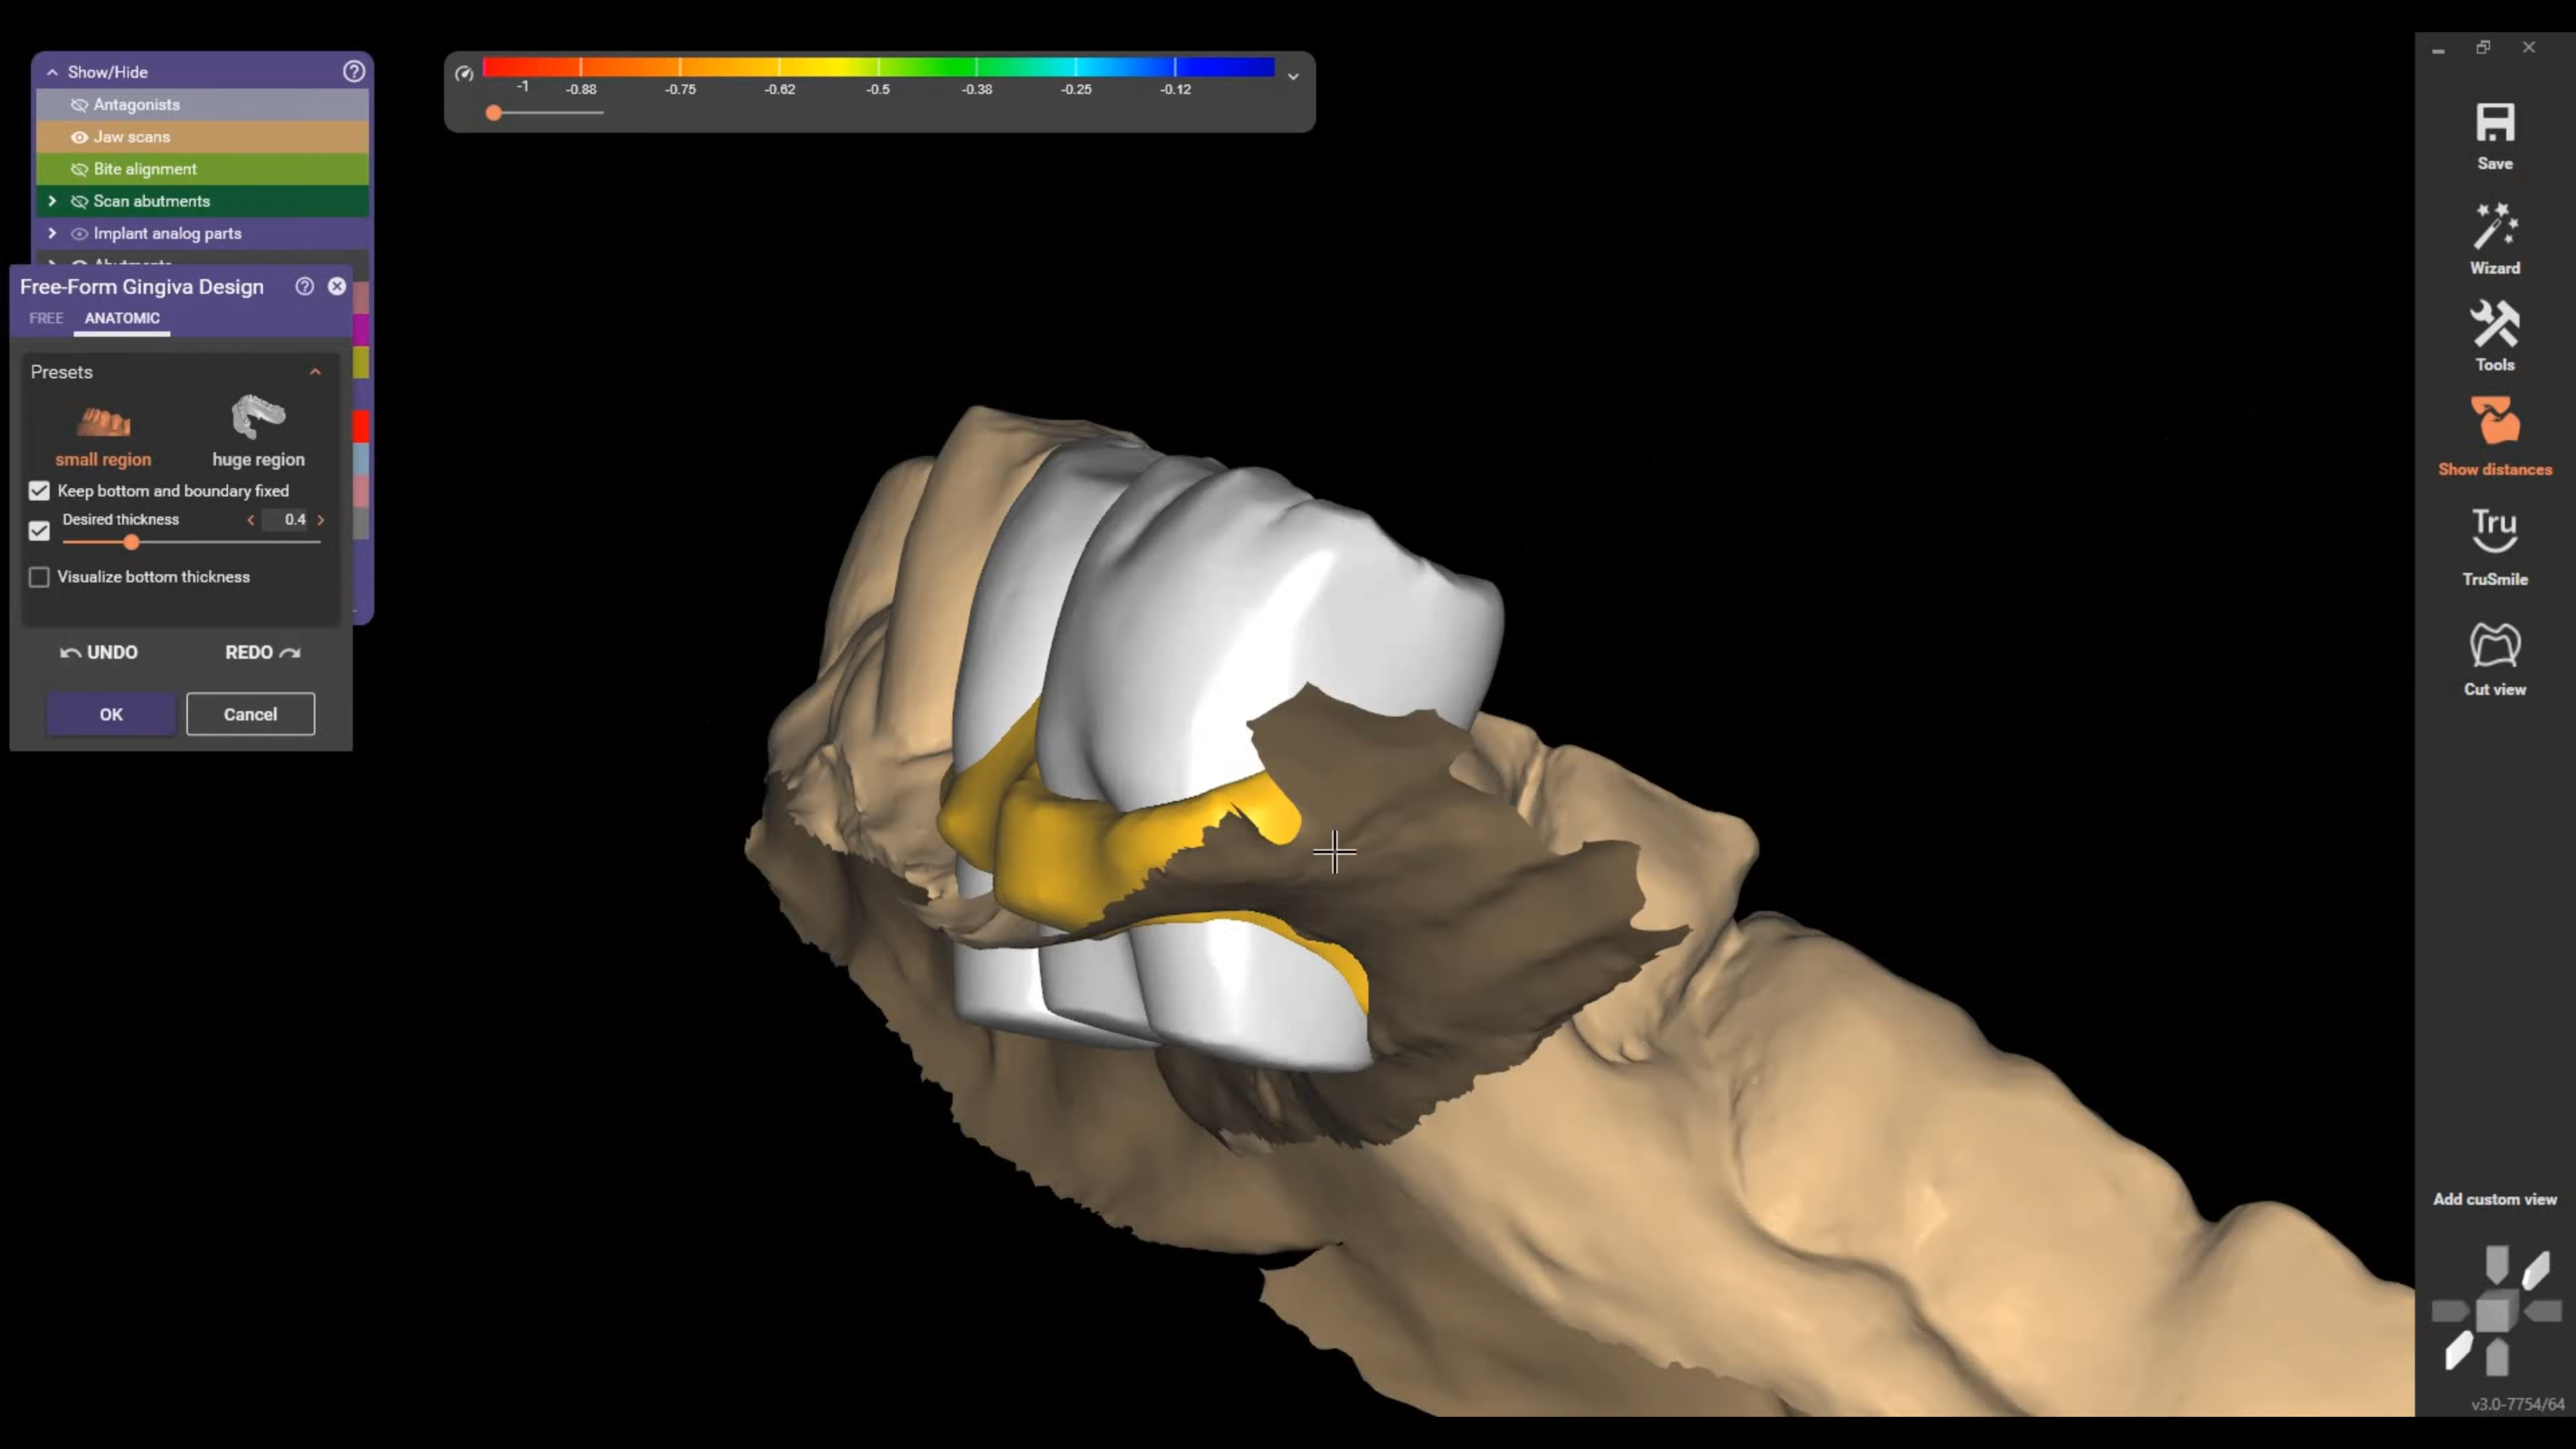 Show/Hide
Antagonists
Jaw scans
Bite alignment
Scan abutments
Implant analog parts
Abutments
Free-Form Gingiva Design
FREE ANATOMIC
Presets
small region huge region
Keep bottom and boundary fixed
Desired thickness 0.4
Visualize bottom thickness
UNDO REDO
OK Cancel
-1 -0.88 -0.75 -0.62 -0.5 -0.38 -0.25 -0.12
Save
Wizard
Tools
Show distances
Tru
TruSmile
Cut view
Add custom view
v3.0-7754/64